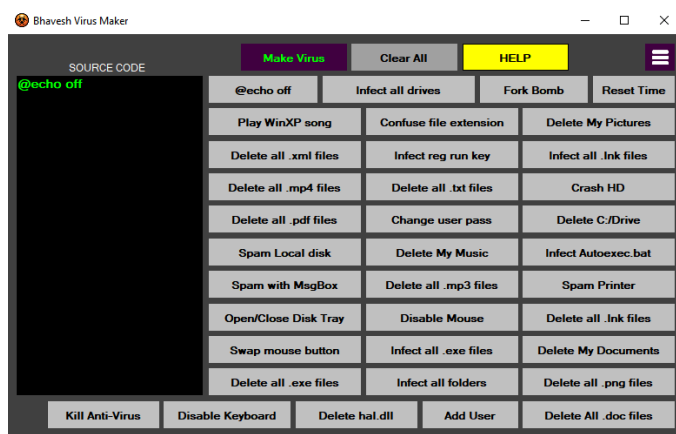 Bhavesh Virus Maker
SOURCE CODE Make Virus Clear All HELP
@echo off
@echo off Infect all drives Fork Bomb Reset Time
Play WinXP song Confuse file extension Delete My Pictures
Delete all .xml files Infect reg run key Infect all .lnk files
Delete all .mp4 files Delete all .txt files Crash HD
Delete all .pdf files Change user pass Delete C:/Drive
Spam Local disk Delete My Music Infect Autoexec.bat
Spam with MsgBox Delete all .mp3 files Spam Printer
Open/Close Disk Tray Disable Mouse Delete all .lnk files
Swap mouse button Infect all .exe files Delete My Documents
Delete all .exe files Infect all folders Delete all .png files
Kill Anti-Virus Disable Keyboard Delete hal.dll Add User Delete All .doc files